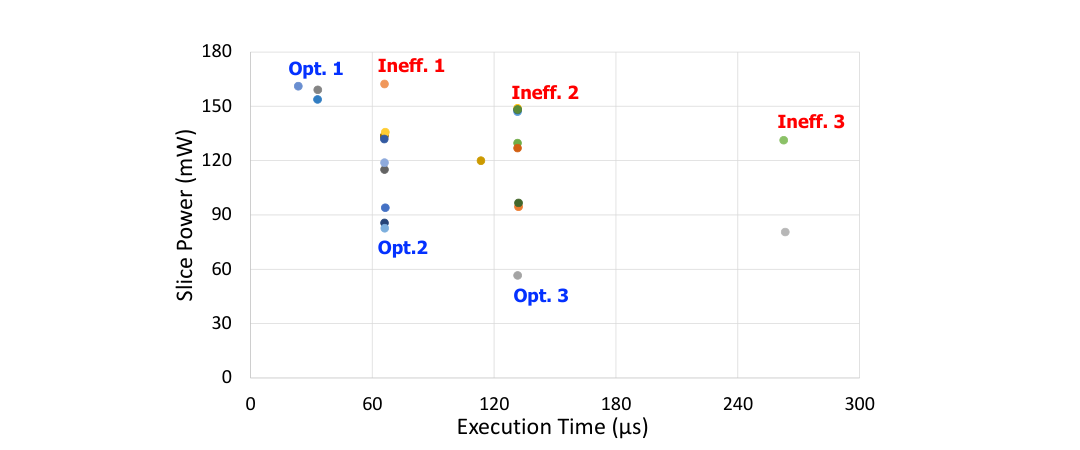 180
150
120
90
60
30
0
Slice Power (mW)
Opt. 1
Ineff. 1
Ineff. 2
Ineff. 3
Opt.2
Opt. 3
0 60 120 180 240 300
Execution Time (μs)